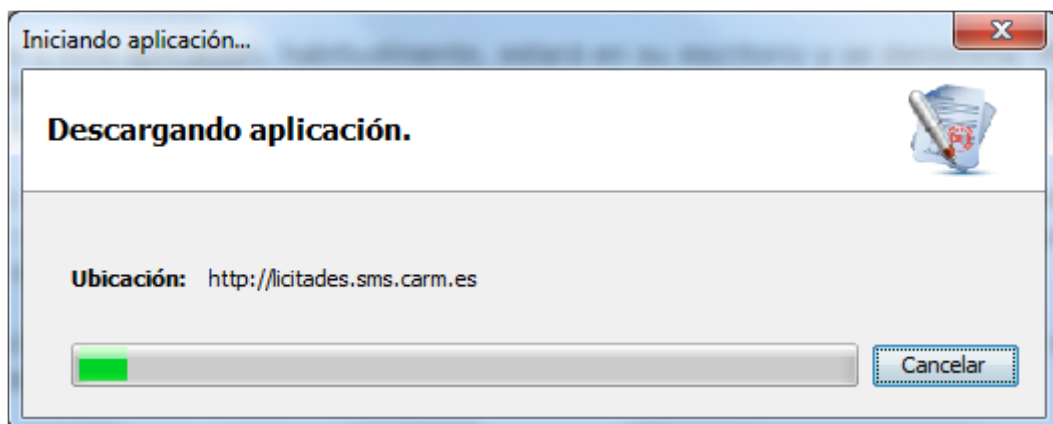 Iniciando aplicación...
Descargando aplicación.
Ubicación: http://licitades.sms.carm.es
Cancelar